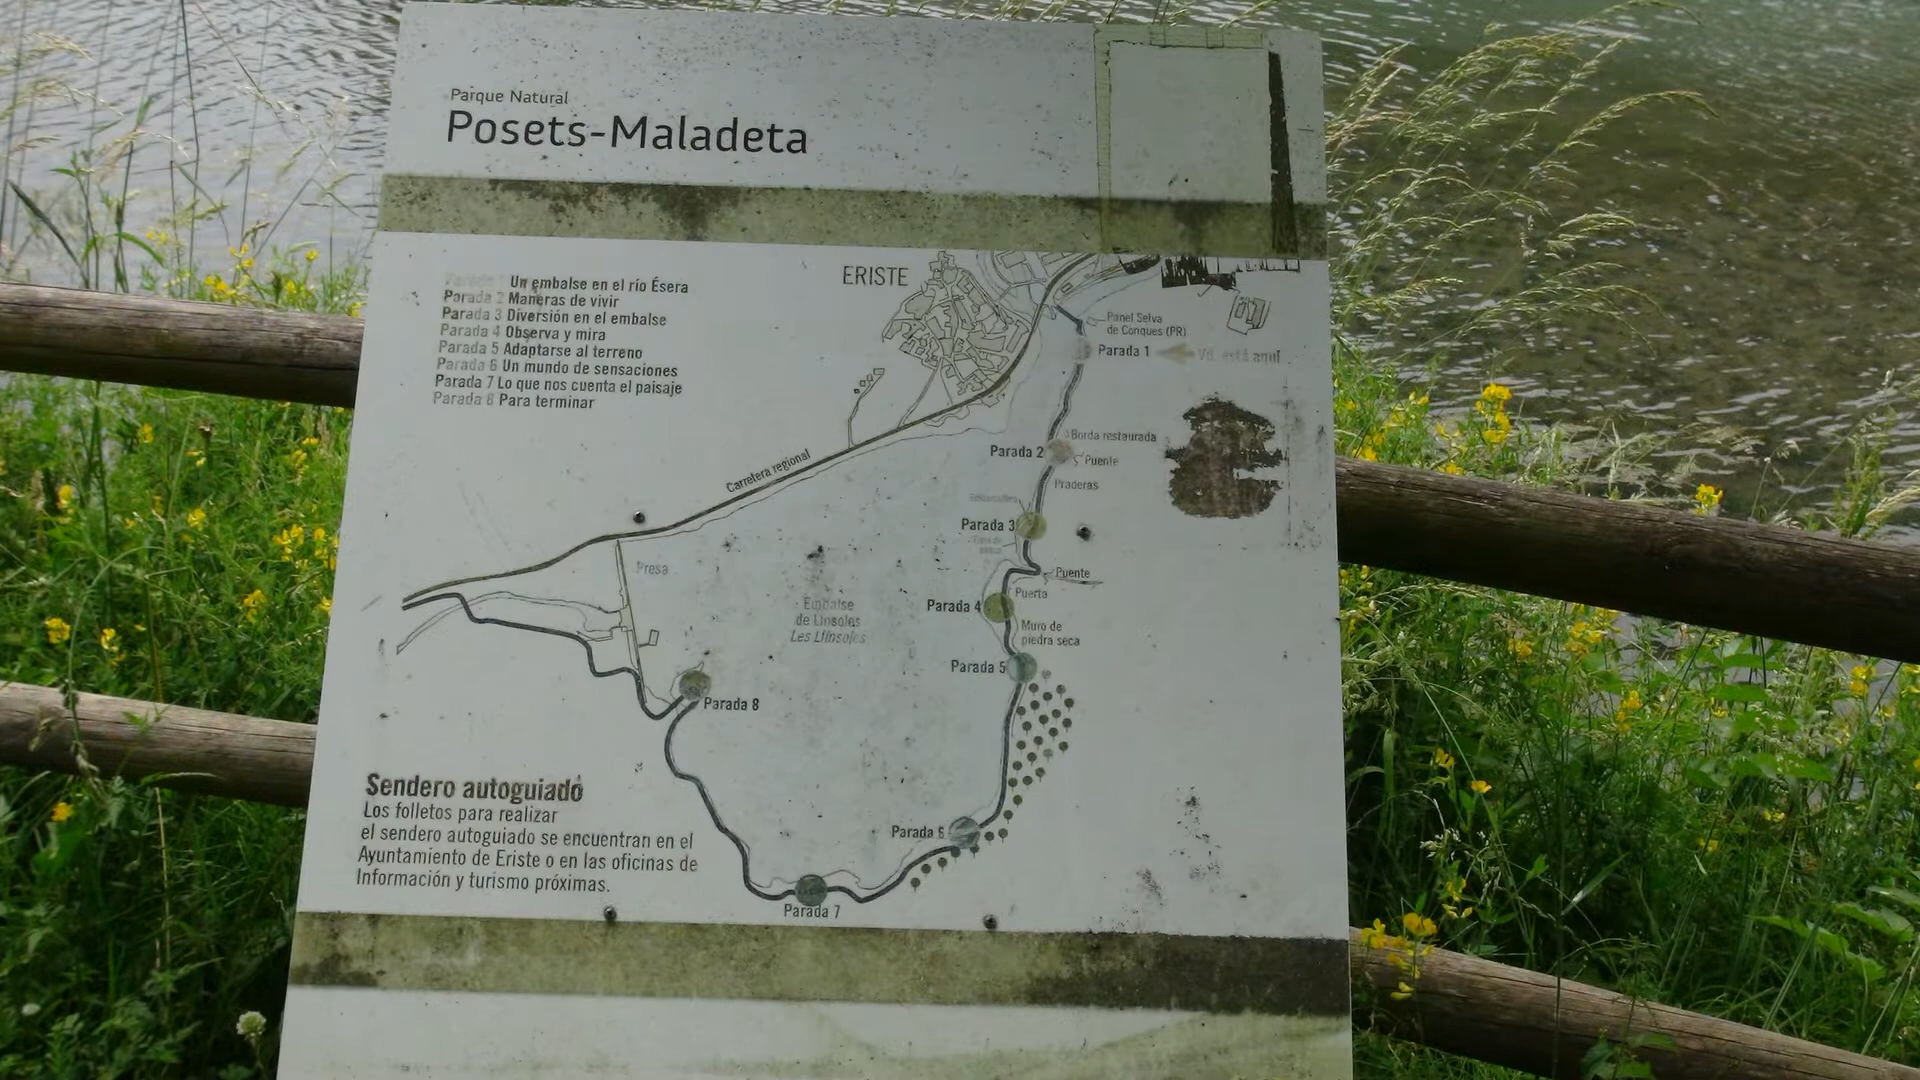 Parque Natural
Posets-Maladeta
Parada 1 Un embalse en el río Ésera
Parada 2 Maneras de vivir
Parada 3 Diversión en el embalse
Parada 4 Observa y mira
Parada 5 Adaptarse al terreno
Parada 6 Un mundo de sensaciones
Parada 7 Lo que nos cuenta el paisaje
Parada 8 Para terminar
ERISTE
Panel Selva
de Conques (PR)
Parada 1
Vd. está aquí
Borda restaurada
Parada 2
Puente
Praderas
Carretera regional
Parada 3
Presa
Puente
Puerta
Embalse
de Linsoles
Les Llinsoles
Parada 4
Muro de
piedra seca
Parada 5
Parada 8
Parada 6
Parada 7
Sendero autoguiado
Los folletos para realizar
el sendero autoguiado se encuentran en el
Ayuntamiento de Eriste o en las oficinas de
Información y turismo próximas.